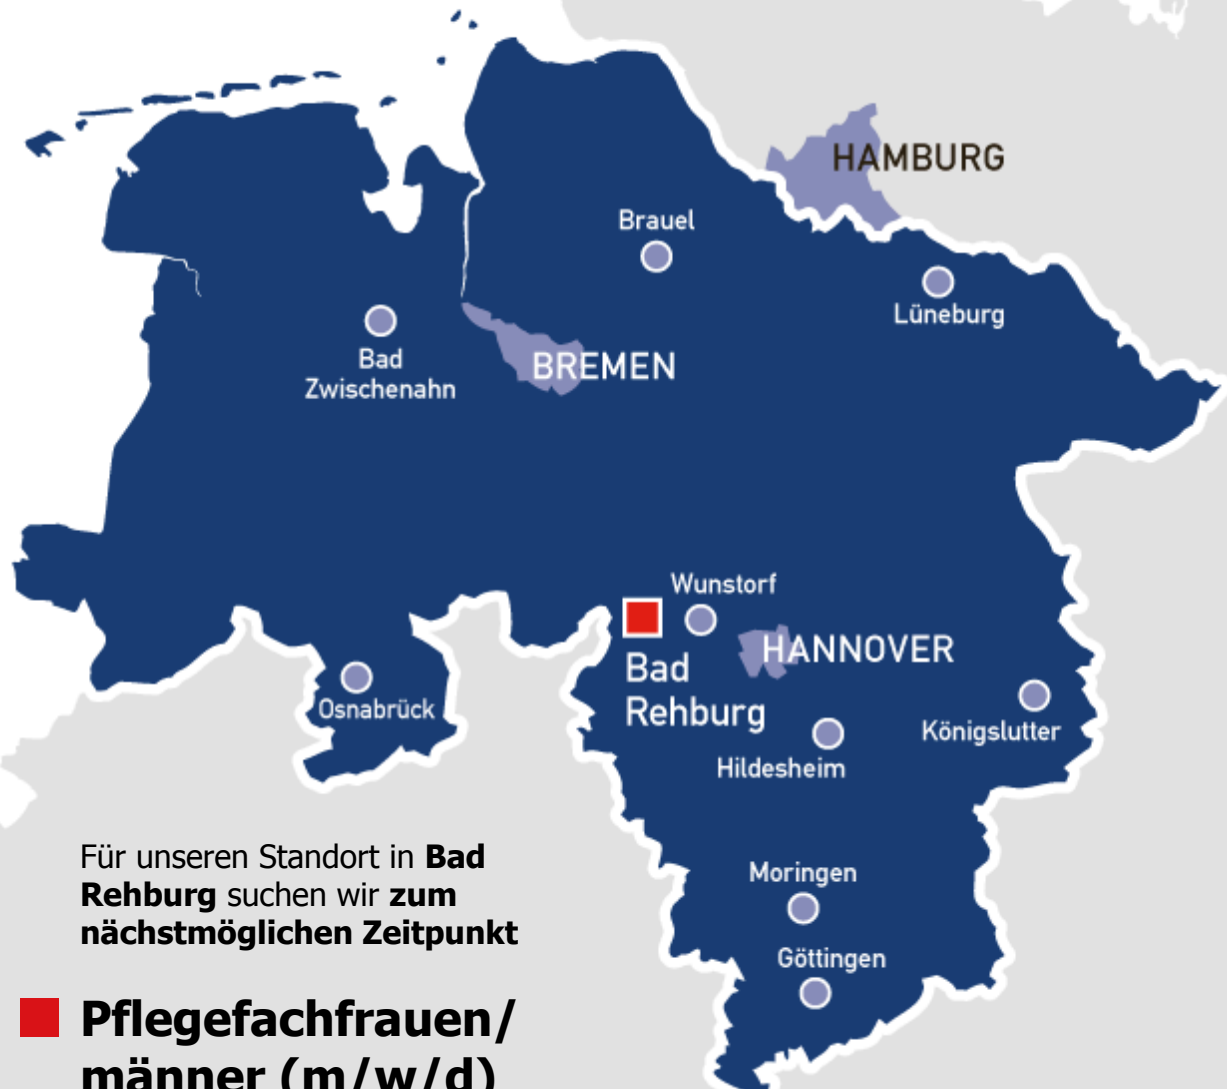 HAMBURG
Brauel
Lüneburg
Bad
Zwischenahn
BREMEN
Wunstorf
HANNOVER
Bad
Rehburg
Osnabrück
Königslutter
Hildesheim
Moringen
Göttingen
Für unseren Standort in Bad
Rehburg suchen wir zum
nächstmöglichen Zeitpunkt
Pflegefachfrauen/
männer (m/w/d)